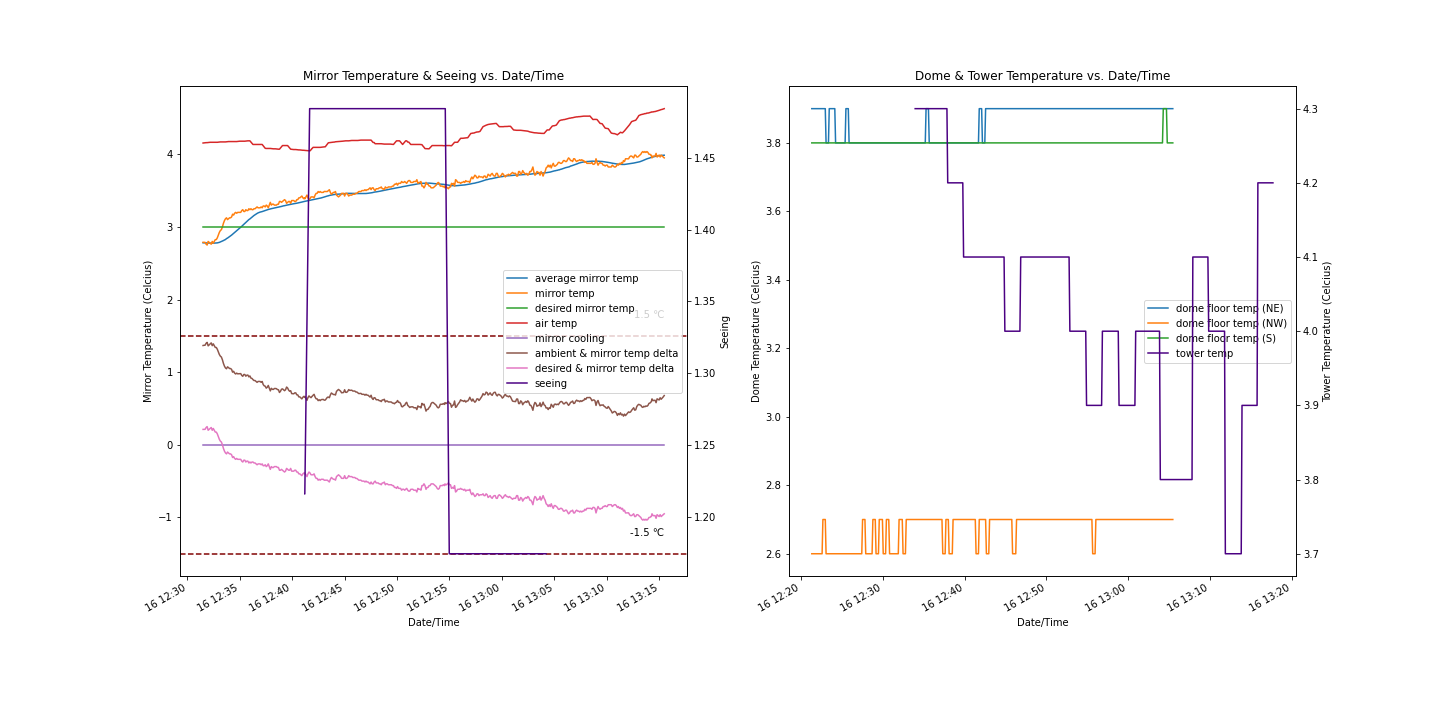 Mirror Temperature & Seeing vs. Date/Time
Mirror Temperature (Celcius)
4
3
2
1
0
−1
1.45
1.40
1.35
1.30
1.25
1.20
Seeing
average mirror temp
mirror temp
desired mirror temp
air temp
mirror cooling
ambient & mirror temp delta
desired & mirror temp delta
seeing
1.5 ℃
-1.5 ℃
16 12:30
16 12:35
16 12:40
16 12:45
16 12:50
16 12:55
16 13:00
16 13:05
16 13:10
16 13:15
Date/Time
Dome & Tower Temperature vs. Date/Time
Dome Temperature (Celcius)
3.8
3.6
3.4
3.2
3.0
2.8
2.6
4.3
4.2
4.1
4.0
3.9
3.8
3.7
Tower Temperature (Celcius)
dome floor temp (NE)
dome floor temp (NW)
dome floor temp (S)
tower temp
16 12:20
16 12:30
16 12:40
16 12:50
16 13:00
16 13:10
16 13:20
Date/Time